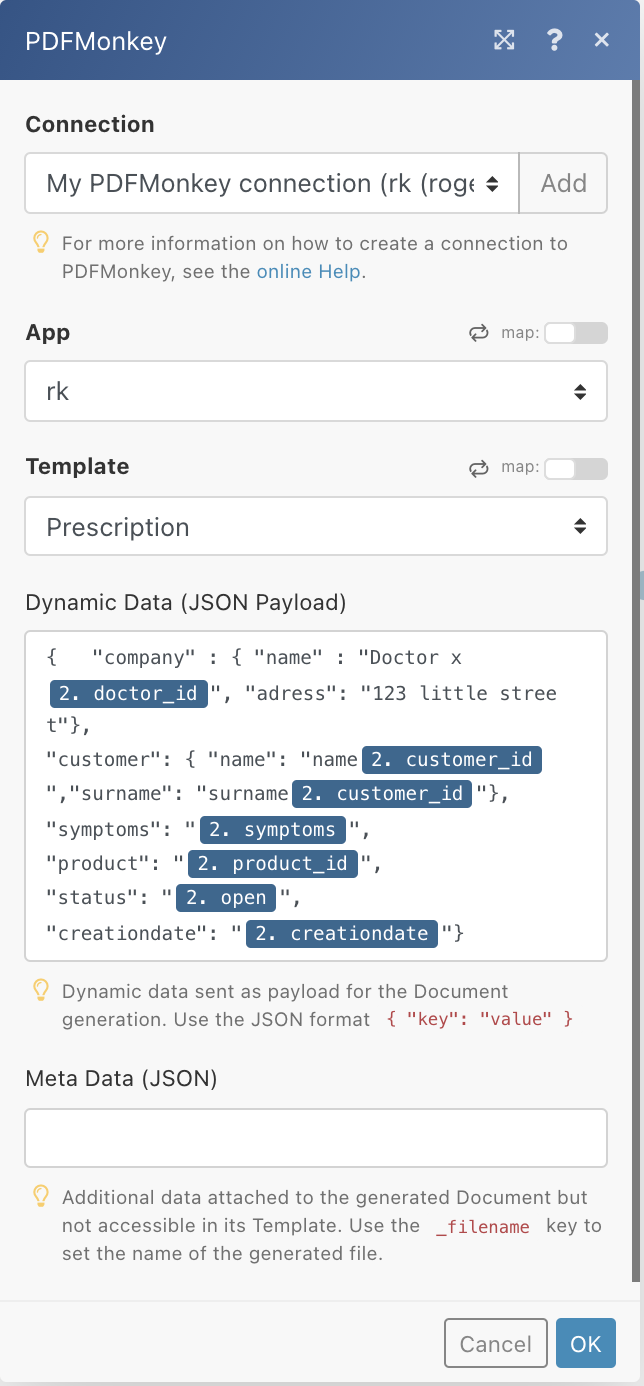 PDFMonkey
Connection
My PDFMonkey connection (rk (roge
Add
For more information on how to create a connection to
PDFMonkey, see the online Help.
App
map:
rk
Template
map:
Prescription
Dynamic Data (JSON Payload)
{   "company" : { "name" : "Doctor x
2. doctor_id ", "adress": "123 little stree
t"},
"customer": { "name": "name 2. customer_id
","surname": "surname 2. customer_id "},
"symptoms": " 2. symptoms ",
"product": " 2. product_id ",
"status": " 2. open ",
"creationdate": " 2. creationdate "}
Dynamic data sent as payload for the Document
generation. Use the JSON format { "key": "value" }
Meta Data (JSON)
Additional data attached to the generated Document but
not accessible in its Template. Use the _filename key to
set the name of the generated file.
Cancel
OK